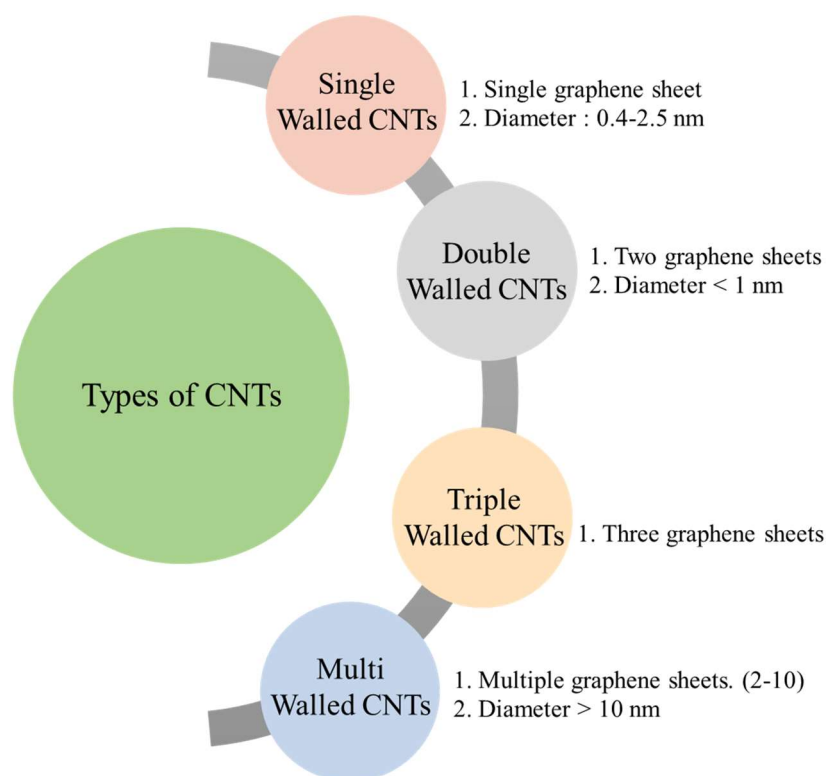 Single
Walled CNTs
1. Single graphene sheet
2. Diameter : 0.4-2.5 nm
Double
Walled CNTs
1. Two graphene sheets
2. Diameter < 1 nm
Types of CNTs
Triple
Walled CNTs
1. Three graphene sheets
Multi
Walled CNTs
1. Multiple graphene sheets. (2-10)
2. Diameter > 10 nm